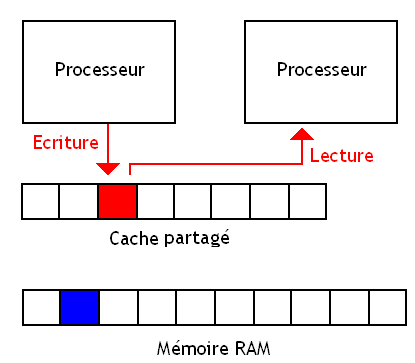 Processeur
Processeur
Ecriture
Lecture
Cache partagé
Mémoire RAM